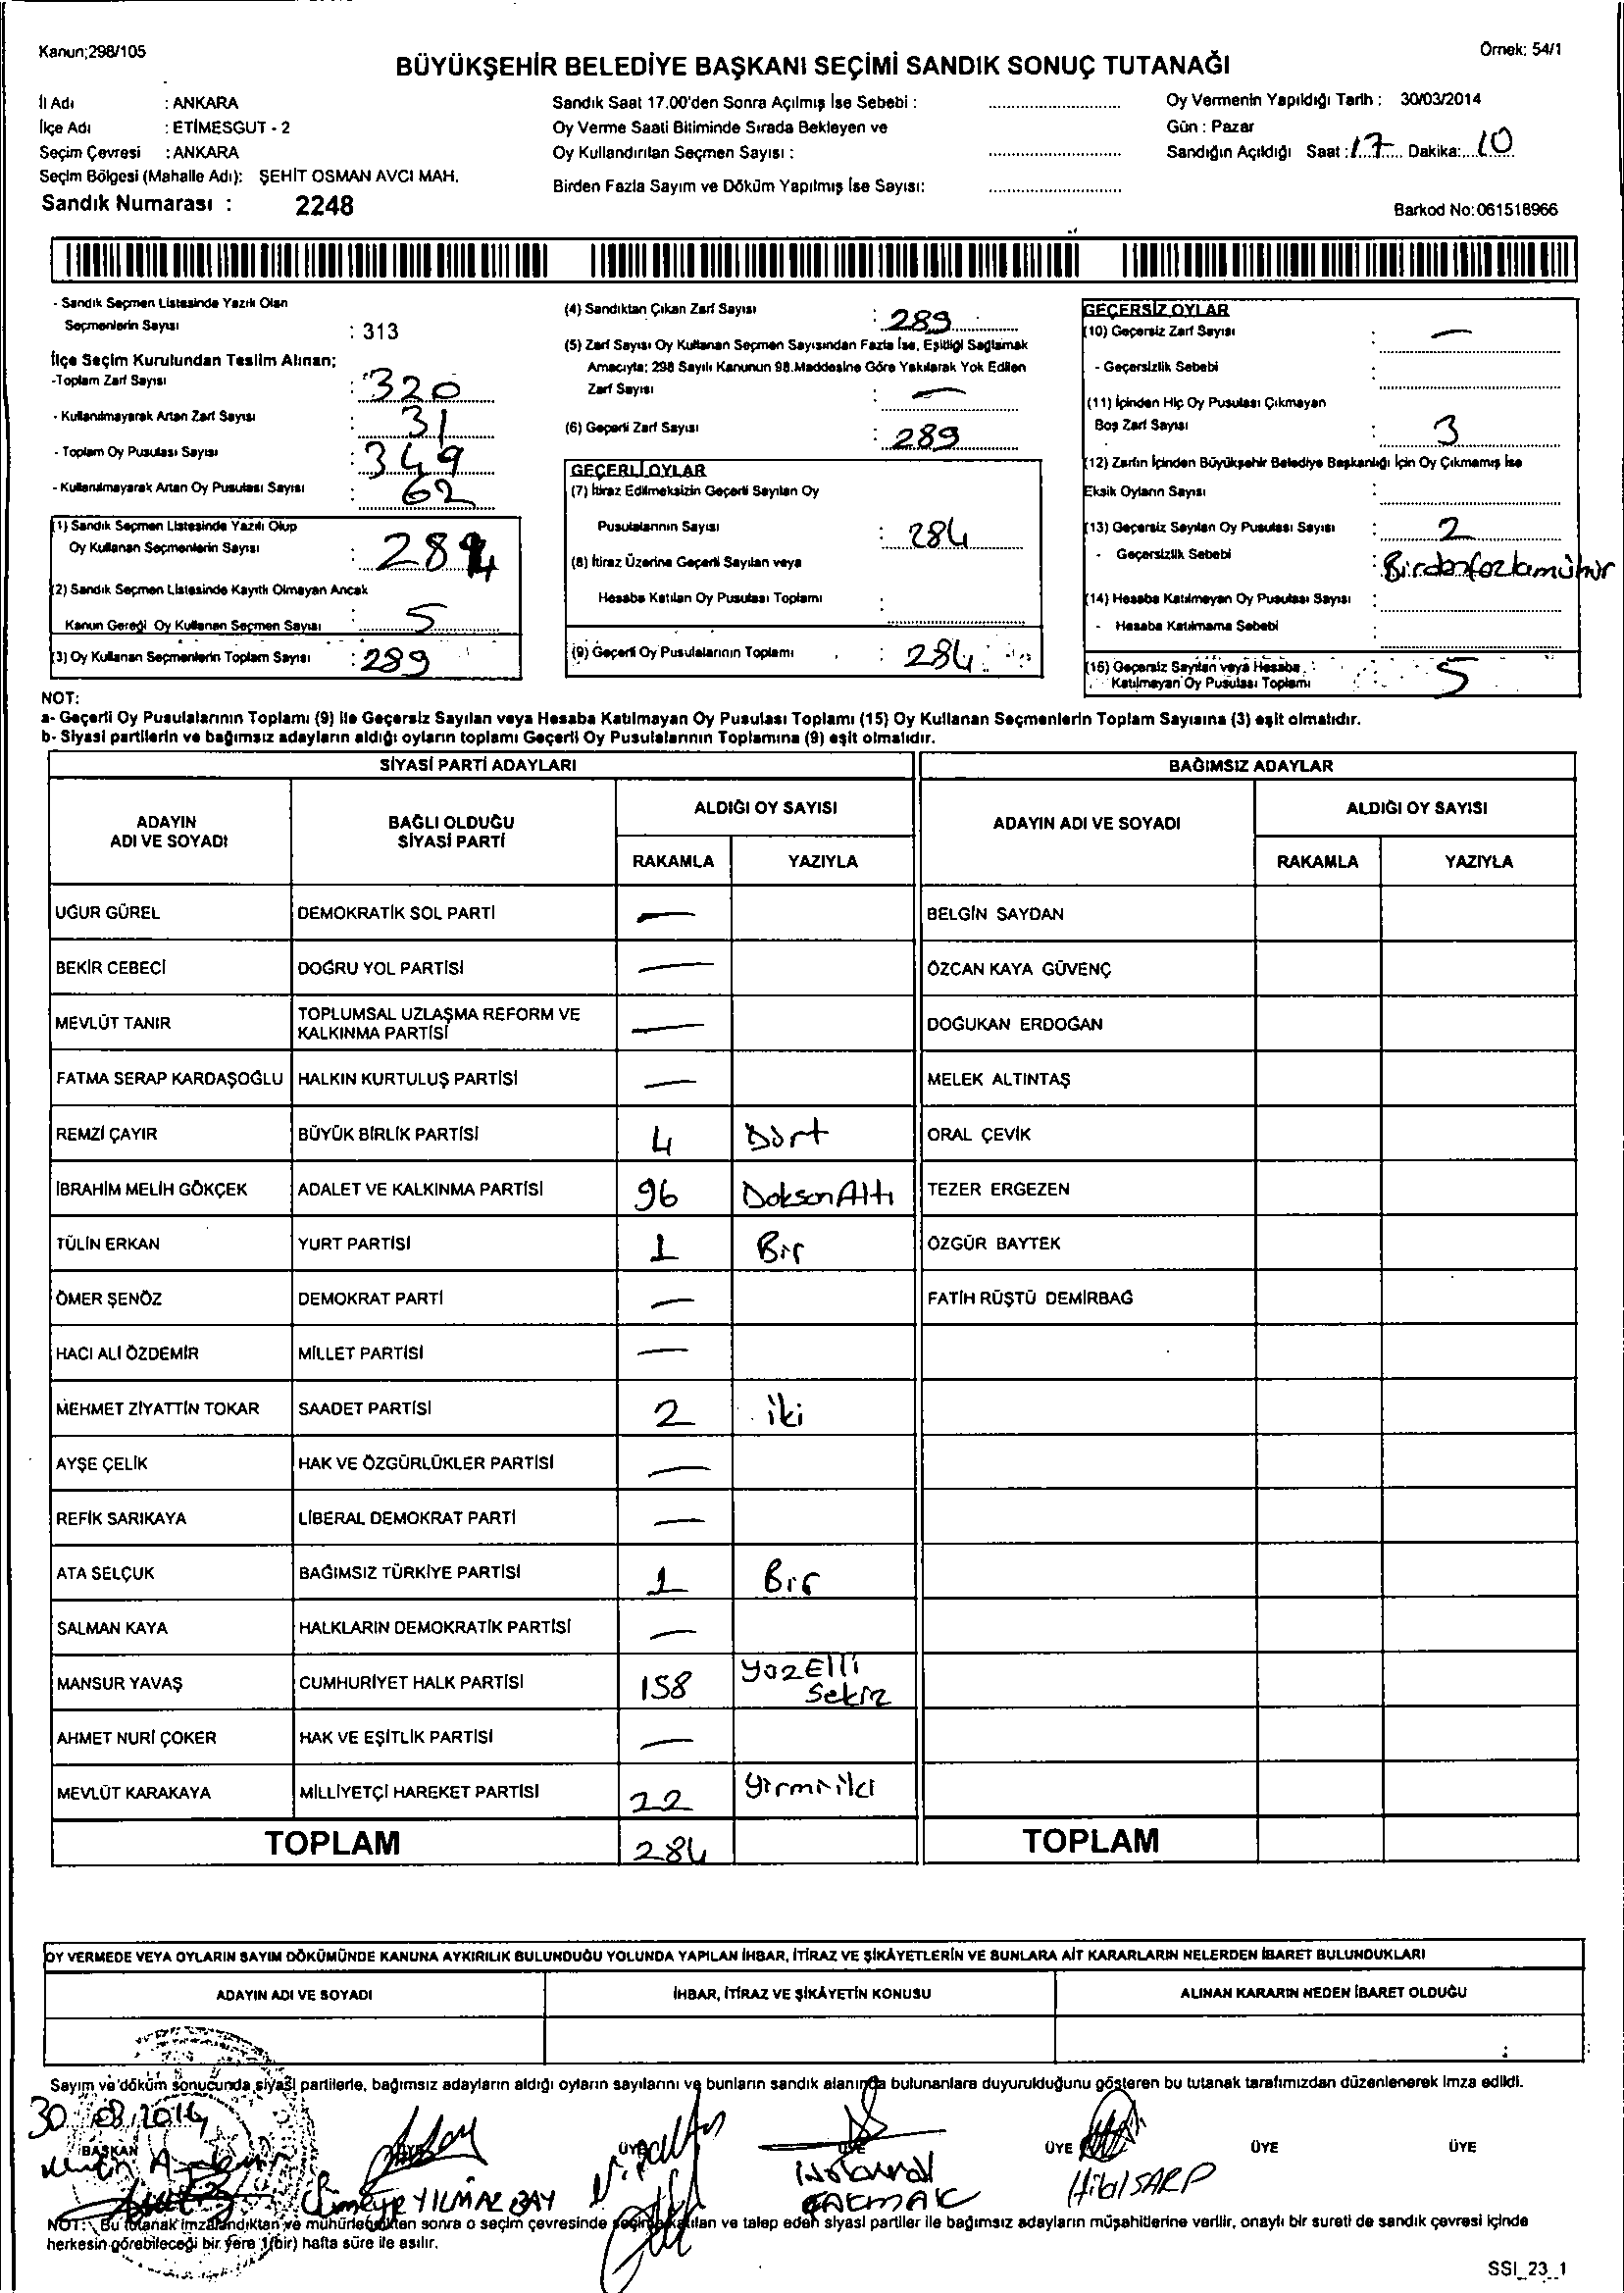 Kanun;298/105
Örnek: 54/1
BÜYÜKŞEHİR BELEDİYE BAŞKANI SEÇİMİ SANDIK SONUÇ TUTANAĞI
İl Adı : ANKARA
İlçe Adı : ETİMESGUT - 2
Seçim Çevresi : ANKARA
Seçim Bölgesi (Mahalle Adı): ŞEHİT OSMAN AVCI MAH.
Sandık Numarası : 2248
Sandık Saat 17.00'den Sonra Açılmış İse Sebebi :
Oy Verme Saati Bitiminde Sırada Bekleyen ve
Oy Kullandırılan Seçmen Sayısı :
Birden Fazla Sayım ve Döküm Yapılmış İse Sayısı:
Oy Vermenin Yapıldığı Tarih : 30/03/2014
Gün : Pazar
Sandığın Açıldığı Saat : 17 Dakika: 10
Barkod No:061518966
- Sandık Seçmen Listesinde Yazılı Olan
Seçmenlerin Sayısı : 313
İlçe Seçim Kurulundan Teslim Alınan;
-Toplam Zarf Sayısı : 320
- Kullanılmayarak Artan Zarf Sayısı : 31
- Toplam Oy Pusulası Sayısı : 349
- Kullanılmayarak Artan Oy Pusulası Sayısı : 62
(1) Sandık Seçmen Listesinde Yazılı Olup
Oy Kullanan Seçmenlerin Sayısı : 284
(2) Sandık Seçmen Listesinde Kayıtlı Olmayan Ancak
Kanun Gereği Oy Kullanan Seçmen Sayısı : 5
(3) Oy Kullanan Seçmenlerin Toplam Sayısı : 289
(4) Sandıktan Çıkan Zarf Sayısı : 289
(5) Zarf Sayısı Oy Kullanan Seçmen Sayısından Fazla İse, Eşitliği Sağlamak
Amacıyla; 298 Sayılı Kanunun 98.Maddesine Göre Yakılarak Yok Edilen
Zarf Sayısı : —
(6) Geçerli Zarf Sayısı : 289
GEÇERLİ OYLAR
(7) İtiraz Edilmeksizin Geçerli Sayılan Oy
Pusulalarının Sayısı : 284
(8) İtiraz Üzerine Geçerli Sayılan veya
Hesaba Katılan Oy Pusulası Toplamı :
(9) Geçerli Oy Pusulalarının Toplamı : 284
GEÇERSİZ OYLAR
(10) Geçersiz Zarf Sayısı : —
- Geçersizlik Sebebi :
(11) İçinden Hiç Oy Pusulası Çıkmayan
Boş Zarf Sayısı : 3
(12) Zarfın İçinden Büyükşehir Belediye Başkanlığı İçin Oy Çıkmamış İse
Eksik Oyların Sayısı :
(13) Geçersiz Sayılan Oy Pusulası Sayısı : 2
- Geçersizlik Sebebi : Birden fazla mühür
(14) Hesaba Katılmayan Oy Pusulası Sayısı :
- Hesaba Katılmama Sebebi :
(15) Geçersiz Sayılan veya Hesaba :
Katılmayan Oy Pusulası Toplamı 5
NOT:
a- Geçerli Oy Pusulalarının Toplamı (9) ile Geçersiz Sayılan veya Hesaba Katılmayan Oy Pusulası Toplamı (15) Oy Kullanan Seçmenlerin Toplam Sayısına (3) eşit olmalıdır.
b- Siyasi partilerin ve bağımsız adayların aldığı oyların toplamı Geçerli Oy Pusulalarının Toplamına (9) eşit olmalıdır.
SİYASİ PARTİ ADAYLARI
BAĞIMSIZ ADAYLAR
ADAYIN ADI VE SOYADI
BAĞLI OLDUĞU SİYASİ PARTİ
ALDIĞI OY SAYISI
RAKAMLA YAZIYLA
ADAYIN ADI VE SOYADI
ALDIĞI OY SAYISI
RAKAMLA YAZIYLA
UĞUR GÜREL DEMOKRATİK SOL PARTİ — BELGİN SAYDAN
BEKİR CEBECİ DOĞRU YOL PARTİSİ — ÖZCAN KAYA GÜVENÇ
MEVLÜT TANIR TOPLUMSAL UZLAŞMA REFORM VE KALKINMA PARTİSİ — DOĞUKAN ERDOĞAN
FATMA SERAP KARDAŞOĞLU HALKIN KURTULUŞ PARTİSİ — MELEK ALTINTAŞ
REMZİ ÇAYIR BÜYÜK BİRLİK PARTİSİ 4 Dört ORAL ÇEVİK
İBRAHİM MELİH GÖKÇEK ADALET VE KALKINMA PARTİSİ 96 Doksan Altı TEZER ERGEZEN
TÜLİN ERKAN YURT PARTİSİ 1 Bir ÖZGÜR BAYTEK
ÖMER ŞENÖZ DEMOKRAT PARTİ — FATİH RÜŞTÜ DEMİRBAĞ
HACI ALİ ÖZDEMİR MİLLET PARTİSİ —
MEHMET ZİYATTİN TOKAR SAADET PARTİSİ 2 iki
AYŞE ÇELİK HAK VE ÖZGÜRLÜKLER PARTİSİ —
REFİK SARIKAYA LİBERAL DEMOKRAT PARTİ —
ATA SELÇUK BAĞIMSIZ TÜRKİYE PARTİSİ 1 Bir
SALMAN KAYA HALKLARIN DEMOKRATİK PARTİSİ —
MANSUR YAVAŞ CUMHURİYET HALK PARTİSİ 158 YüzElli Sekiz
AHMET NURİ ÇOKER HAK VE EŞİTLİK PARTİSİ —
MEVLÜT KARAKAYA MİLLİYETÇİ HAREKET PARTİSİ 22 Yirmi iki
TOPLAM 284 TOPLAM
OY VERMEDE VEYA OYLARIN SAYIM DÖKÜMÜNDE KANUNA AYKIRILIK BULUNDUĞU YOLUNDA YAPILAN İHBAR, İTİRAZ VE ŞİKÂYETLERİN VE BUNLARA AİT KARARLARIN NELERDEN İBARET BULUNDUKLARI
ADAYIN ADI VE SOYADI İHBAR, İTİRAZ VE ŞİKÂYETİN KONUSU ALINAN KARARIN NEDEN İBARET OLDUĞU
Sayım ve döküm sonucunda siyasi partilerle, bağımsız adayların aldığı oyların sayılarını ve bunların sandık alanında bulunanlara duyurulduğunu gösteren bu tutanak tarafımızdan düzenlenerek imza edildi.
30.03.2014
BAŞKAN ÜYE ÜYE ÜYE ÜYE ÜYE
YILMAZ BAY ÇAKMAK SARP
NOT: Bu tutanak imzalandıktan ve mühürlendikten sonra o seçim çevresinde seçime katılan ve talep eden siyasi partiler ile bağımsız adayların müşahitlerine verilir, onaylı bir sureti de sandık çevresi içinde
herkesin görebileceği bir yere 1(bir) hafta süre ile asılır.
SSI_23_1